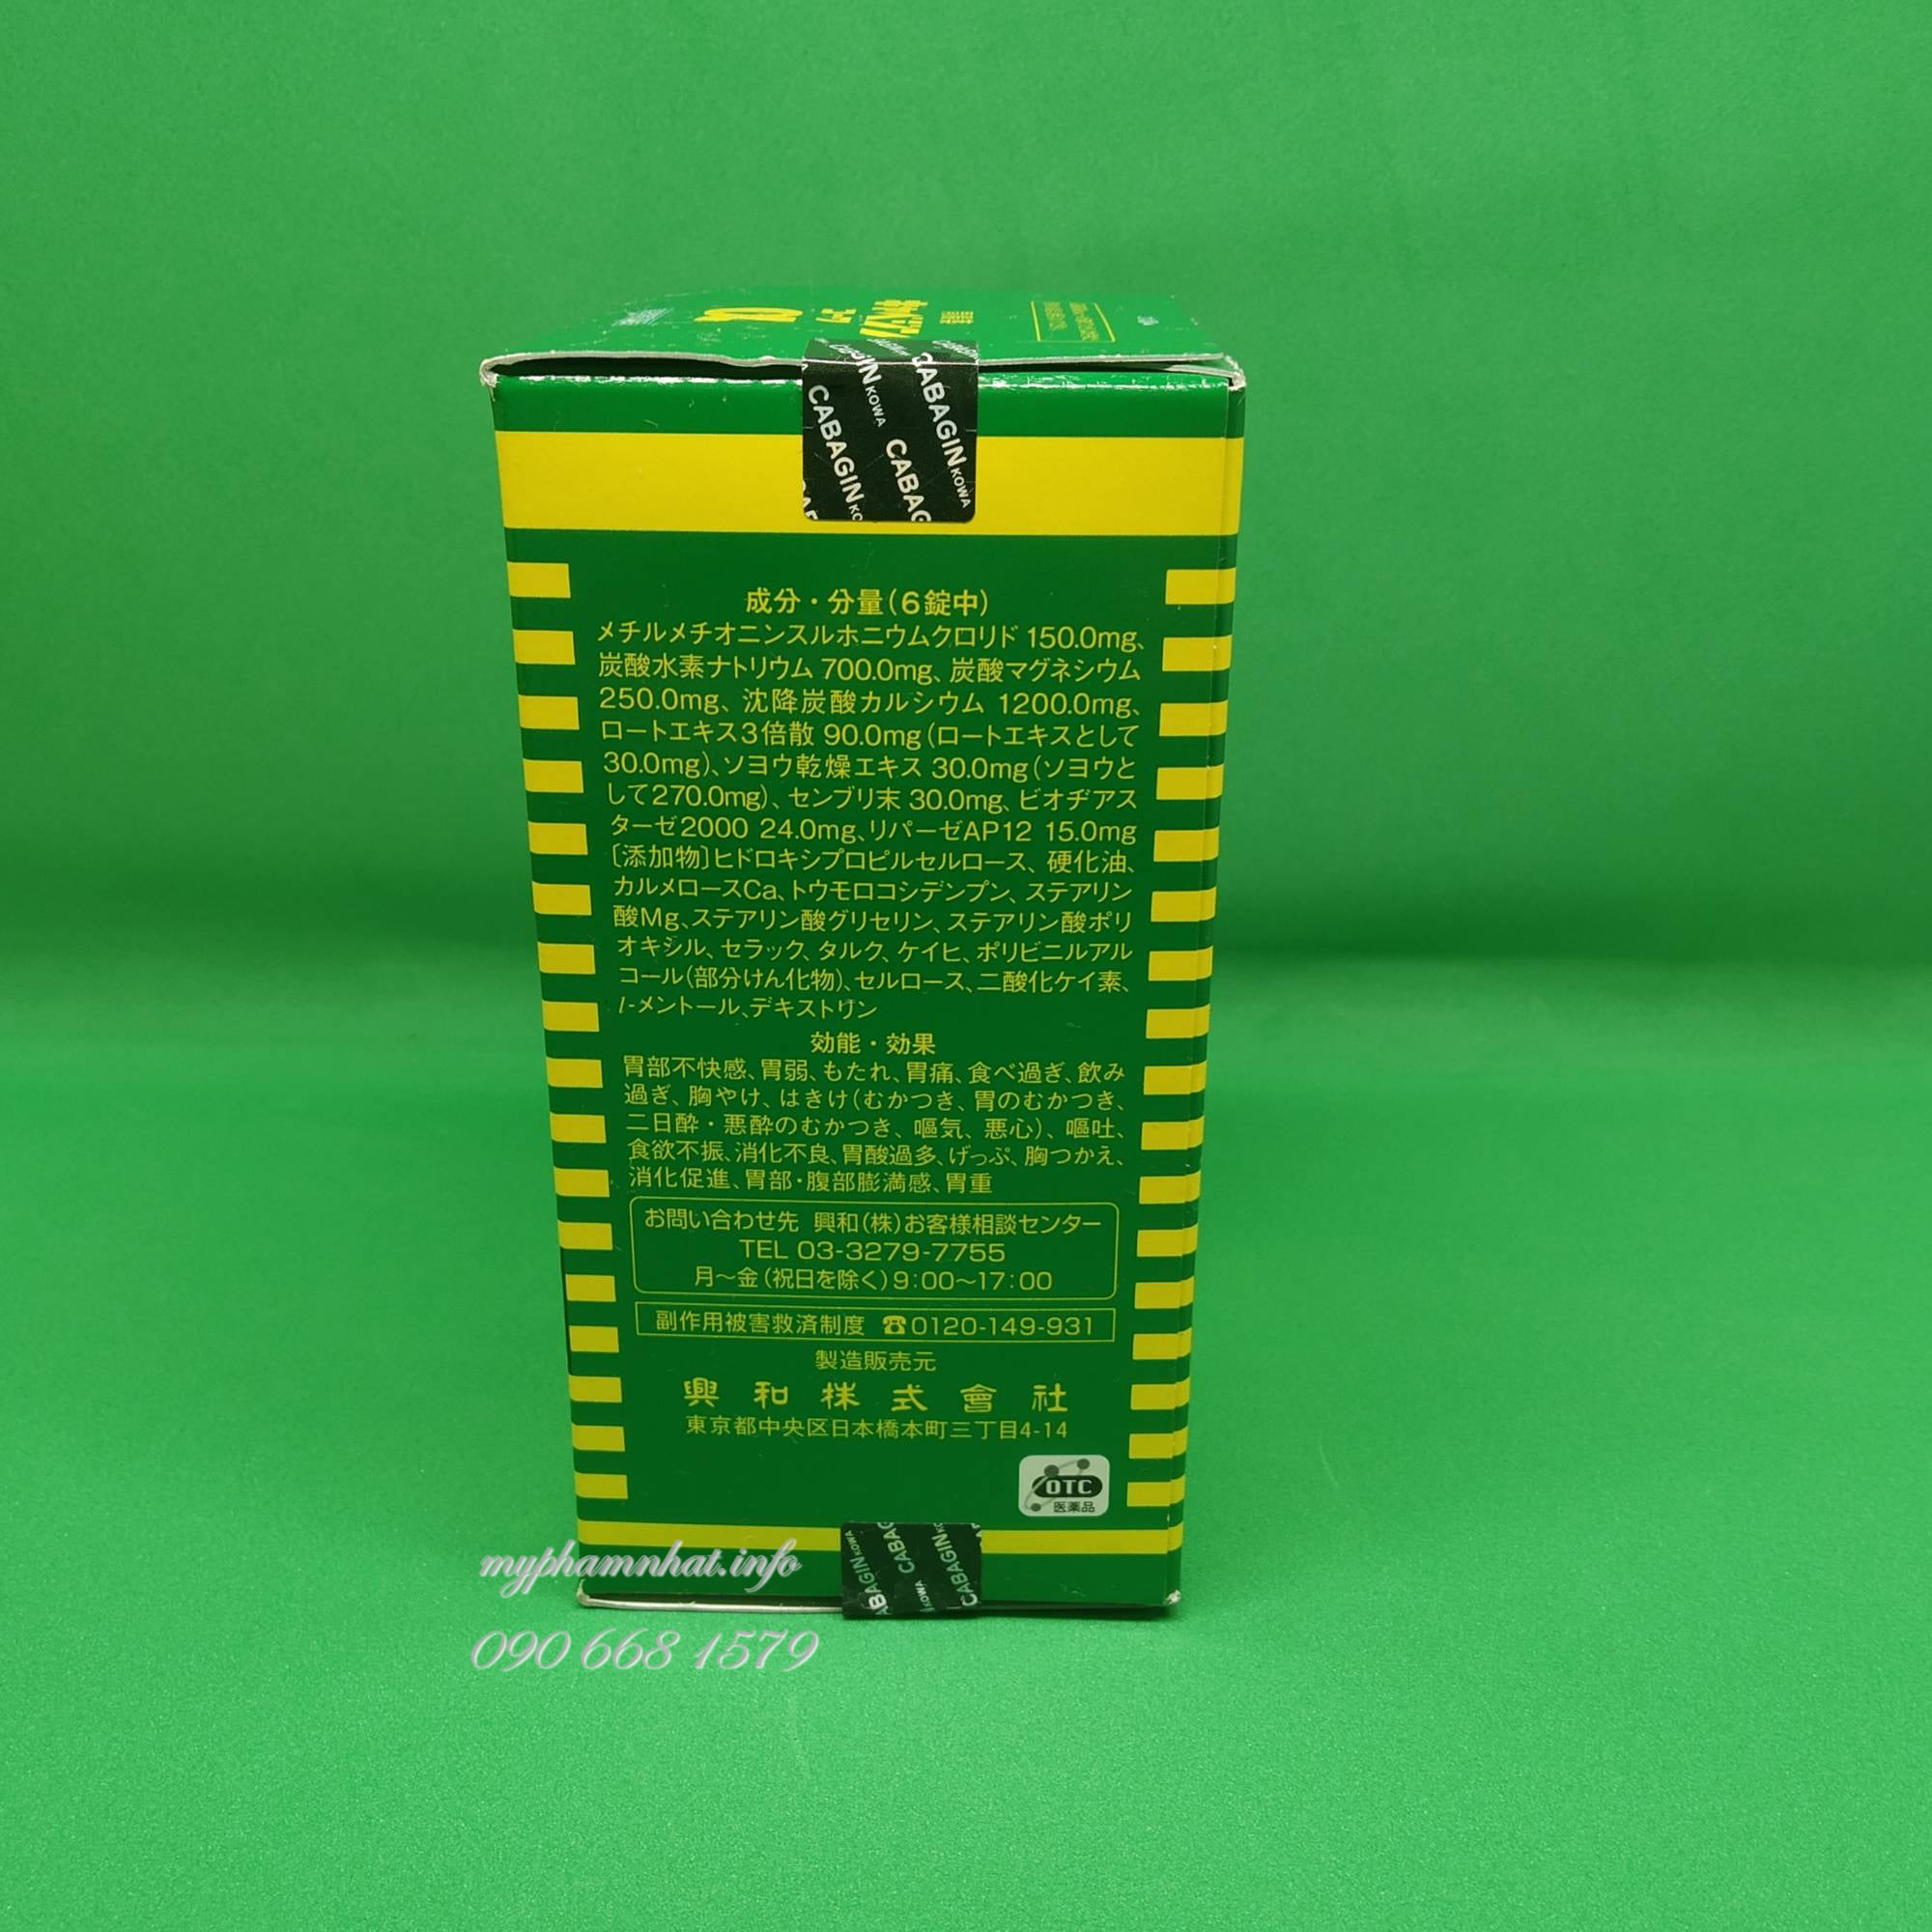 CABAGIN KOWA
CABAGIN
CABAGIN KOWA
成分・分量(6錠中)
メチルメチオニンスルホニウムクロリド 150.0mg、
炭酸水素ナトリウム 700.0mg、炭酸マグネシウム
250.0mg、沈降炭酸カルシウム 1200.0mg、
ロートエキス3倍散 90.0mg(ロートエキスとして
30.0mg)、ソヨウ乾燥エキス 30.0mg(ソヨウと
して270.0mg)、センブリ末 30.0mg、ビオヂアス
ターゼ2000 24.0mg、リパーゼAP12 15.0mg
〔添加物〕ヒドロキシプロピルセルロース、硬化油、
カルメロースCa、トウモロコシデンプン、ステアリン
酸Mg、ステアリン酸グリセリン、ステアリン酸ポリ
オキシル、セラック、タルク、ケイヒ、ポリビニルアル
コール(部分けん化物)、セルロース、二酸化ケイ素、
l-メントール、デキストリン
効能・効果
胃部不快感、胃弱、もたれ、胃痛、食べ過ぎ、飲み
過ぎ、胸やけ、はきけ(むかつき、胃のむかつき、
二日酔・悪酔のむかつき、嘔気、悪心)、嘔吐、
食欲不振、消化不良、胃酸過多、げっぷ、胸つかえ、
消化促進、胃部・腹部膨満感、胃重
お問い合わせ先 興和(株)お客様相談センター
TEL 03-3279-7755
月〜金(祝日を除く)9:00〜17:00
副作用被害救済制度 ☎0120-149-931
製造販売元
興和株式會社
東京都中央区日本橋本町三丁目4-14
OTC
医薬品
CABAGIN KOWA
myphamnhat.info
090 668 1579